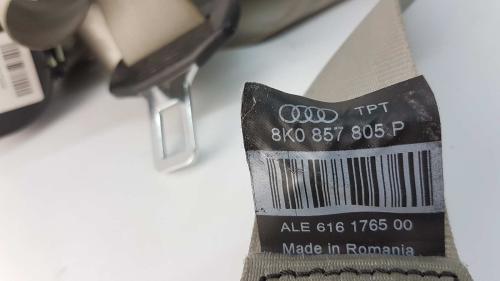 TPT
8K0 857 805 P
ALE 616 1765 00
Made in Romania